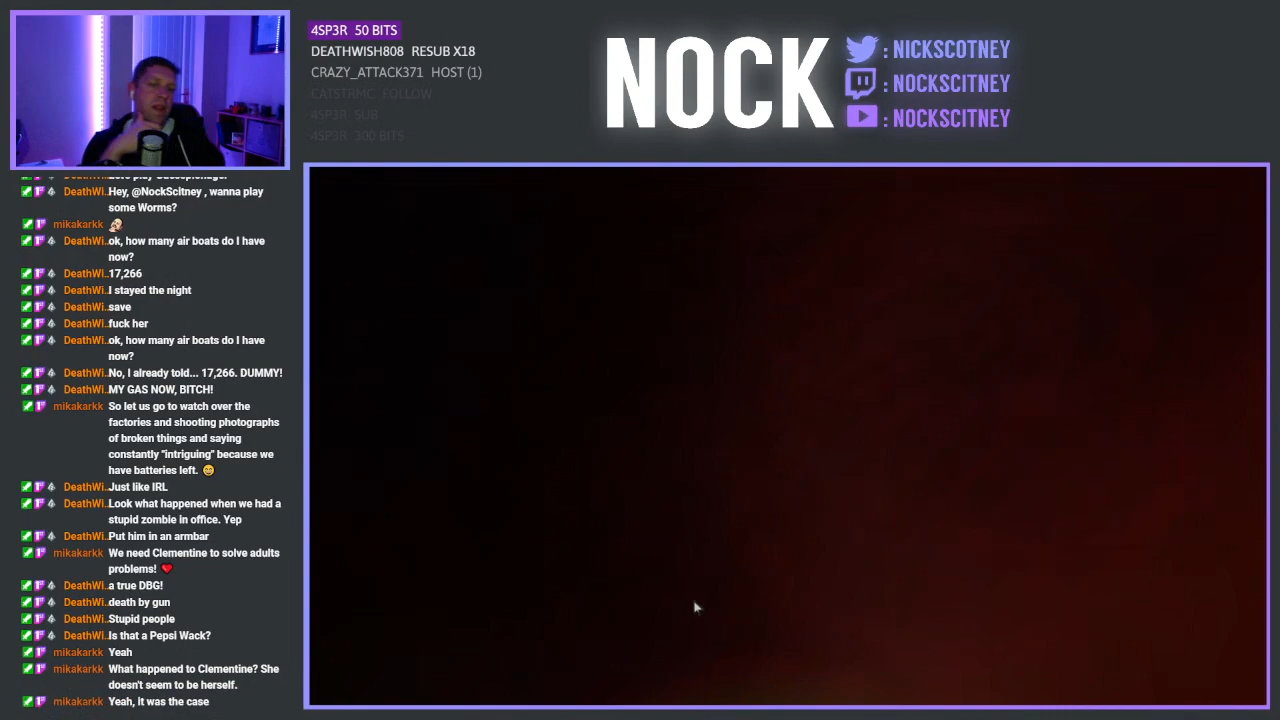 4SP3R 50 BITS
DEATHWISH808 RESUB X18
CRAZY_ATTACK371 HOST (1)
CATSTRMC FOLLOW
4SP3R SUB
4SP3R 300 BITS
NOCK
: NICKSCOTNEY
: NOCKSCITNEY
: NOCKSCITNEY
DeathWi..Hey, @NockScitney , wanna play
some Worms?
mikakarkk
DeathWi..ok, how many air boats do I have
now?
DeathWi..17,266
DeathWi..I stayed the night
DeathWi..save
DeathWi..fuck her
DeathWi..ok, how many air boats do I have
now?
DeathWi..No, I already told... 17,266. DUMMY!
DeathWi..MY GAS NOW, BITCH!
mikakarkk So let us go to watch over the
factories and shooting photographs
of broken things and saying
constantly "intriguing" because we
have batteries left. 😊
DeathWi..Just like IRL
DeathWi..Look what happened when we had a
stupid zombie in office. Yep
DeathWi..Put him in an armbar
mikakarkk We need Clementine to solve adults
problems! ❤
DeathWi..a true DBG!
DeathWi..death by gun
DeathWi..Stupid people
DeathWi..Is that a Pepsi Wack?
mikakarkk Yeah
mikakarkk What happened to Clementine? She
doesn't seem to be herself.
mikakarkk Yeah, it was the case